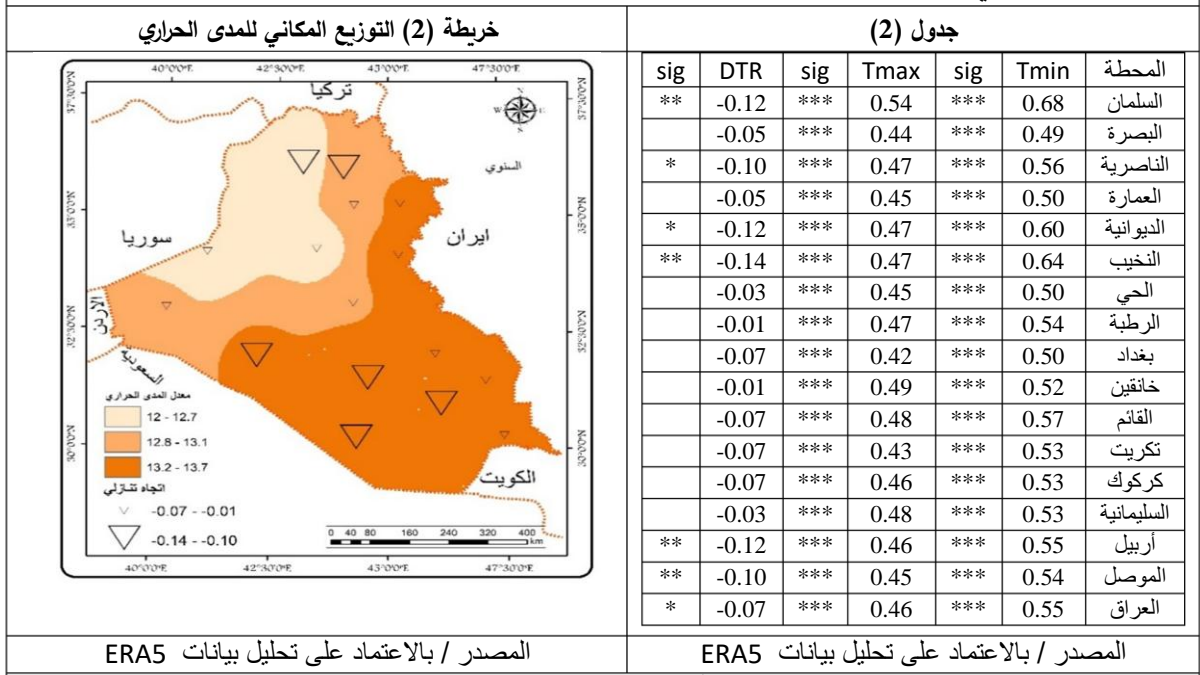 خريطة (2) التوزيع المكاني للمدى الحراري
جدول (2)
40°0'0"E 42°30'0"E 45°0'0"E 47°30'0"E
تركيا
السنوي
ايران
سوريا
الأردن
السعودية
الكويت
معدل المدى الحراري
12 - 12.7
12.8 - 13.1
13.2 - 13.7
اتجاه تنازلي
-0.07 - -0.01
-0.14 - -0.10
0 40 80 160 240 320 400
km
40°0'0"E 42°30'0"E 45°0'0"E 47°30'0"E
المحطة Tmin sig Tmax sig DTR sig
السلمان 0.68 *** 0.54 *** -0.12 **
البصرة 0.49 *** 0.44 *** -0.05
الناصرية 0.56 *** 0.47 *** -0.10 *
العمارة 0.50 *** 0.45 *** -0.05
الديوانية 0.60 *** 0.47 *** -0.12 *
النخيب 0.64 *** 0.47 *** -0.14 **
الحي 0.50 *** 0.45 *** -0.03
الرطبة 0.54 *** 0.47 *** -0.01
بغداد 0.50 *** 0.42 *** -0.07
خانقين 0.52 *** 0.49 *** -0.01
القائم 0.57 *** 0.48 *** -0.07
تكريت 0.53 *** 0.43 *** -0.07
كركوك 0.53 *** 0.46 *** -0.07
السليمانية 0.53 *** 0.48 *** -0.03
أربيل 0.55 *** 0.46 *** -0.12 **
الموصل 0.54 *** 0.45 *** -0.10 **
العراق 0.55 *** 0.46 *** -0.07 *
المصدر / بالاعتماد على تحليل بيانات ERA5
المصدر / بالاعتماد على تحليل بيانات ERA5